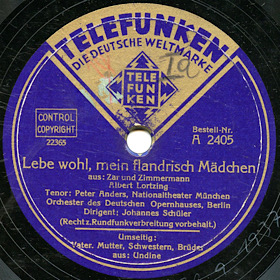 TELEFUNKEN
DIE DEUTSCHE WELTMARKE
TELE
FUN
KEN
CONTROL
COPYRIGHT
22365
Bestell-Nr.
A 2405
Lebe wohl, mein flandrisch Mädchen
aus: Zar und Zimmermann
Albert Lortzing
Tenor: Peter Anders, Nationaltheater München
Orchester des Deutschen Opernhauses, Berlin
Dirigent: Johannes Schüler
(Recht z. Rundfunkverbreitung vorbehalt.)
Umseitig:
Vater, Mutter, Schwestern, Brüder
aus: Undine